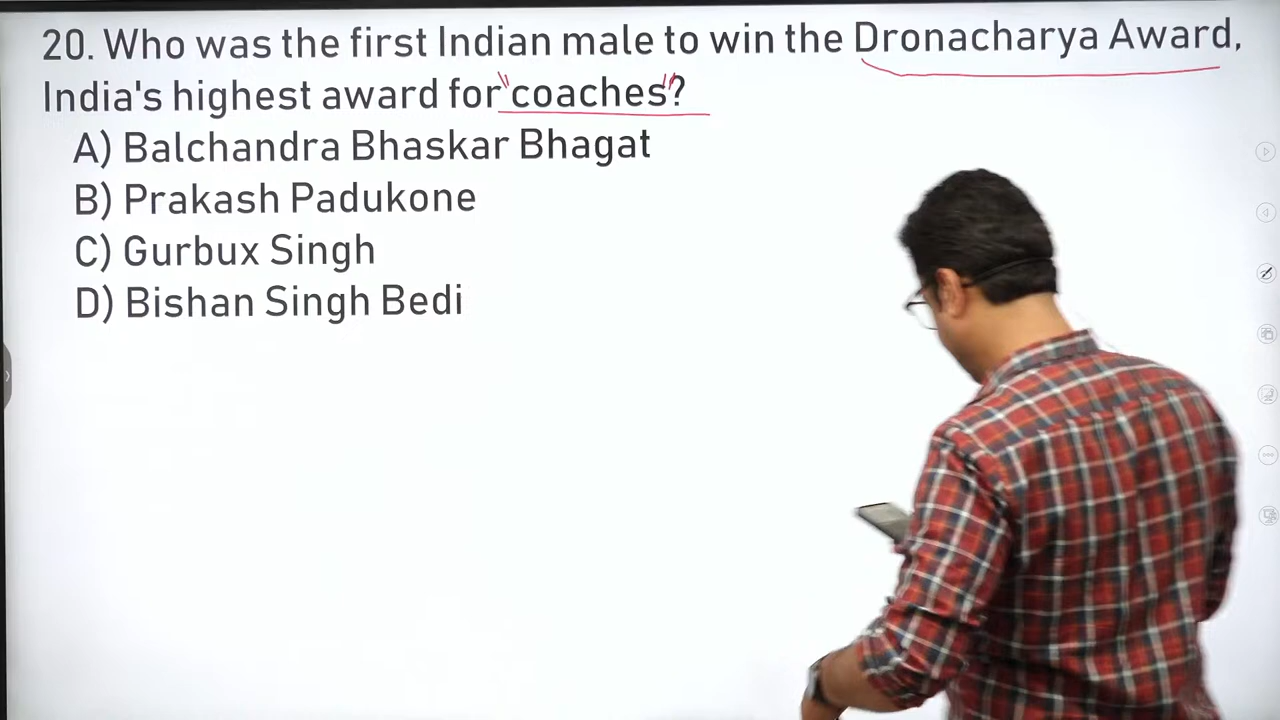 20. Who was the first Indian male to win the Dronacharya Award,
India's highest award for "coaches"?
A) Balchandra Bhaskar Bhagat
B) Prakash Padukone
C) Gurbux Singh
D) Bishan Singh Bedi